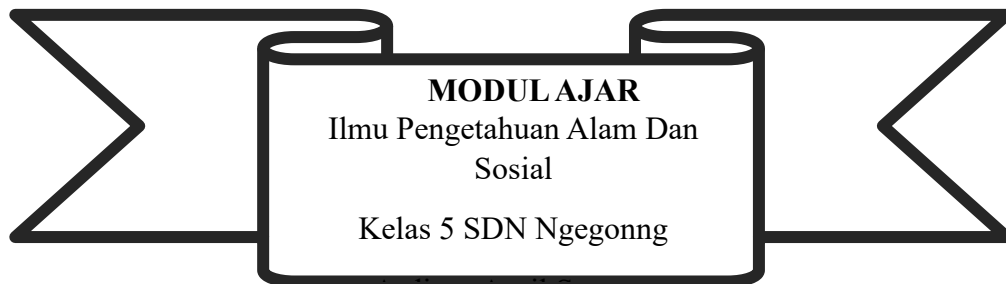 MODUL AJAR
Ilmu Pengetahuan Alam Dan
Sosial
Kelas 5 SDN Ngegonng